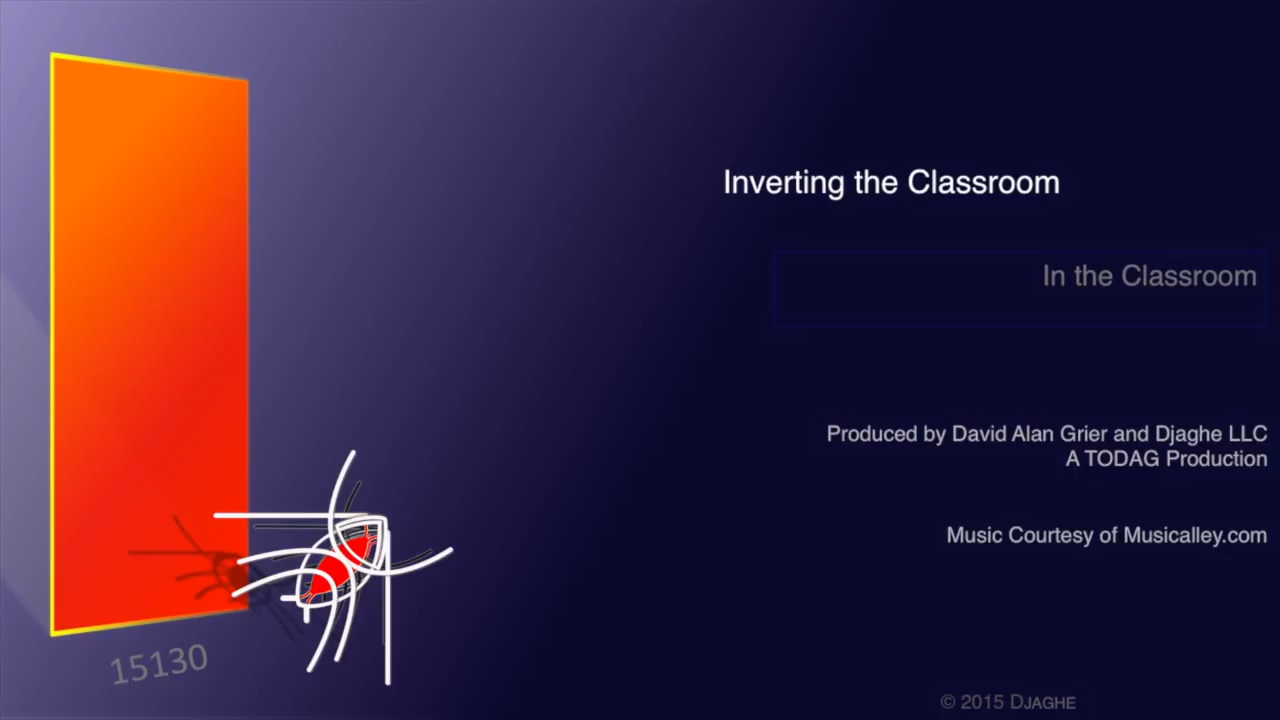 Inverting the Classroom
In the Classroom
Produced by David Alan Grier and Djaghe LLC
A TODAG Production
Music Courtesy of Musicalley.com
15130
© 2015 DJAGHE